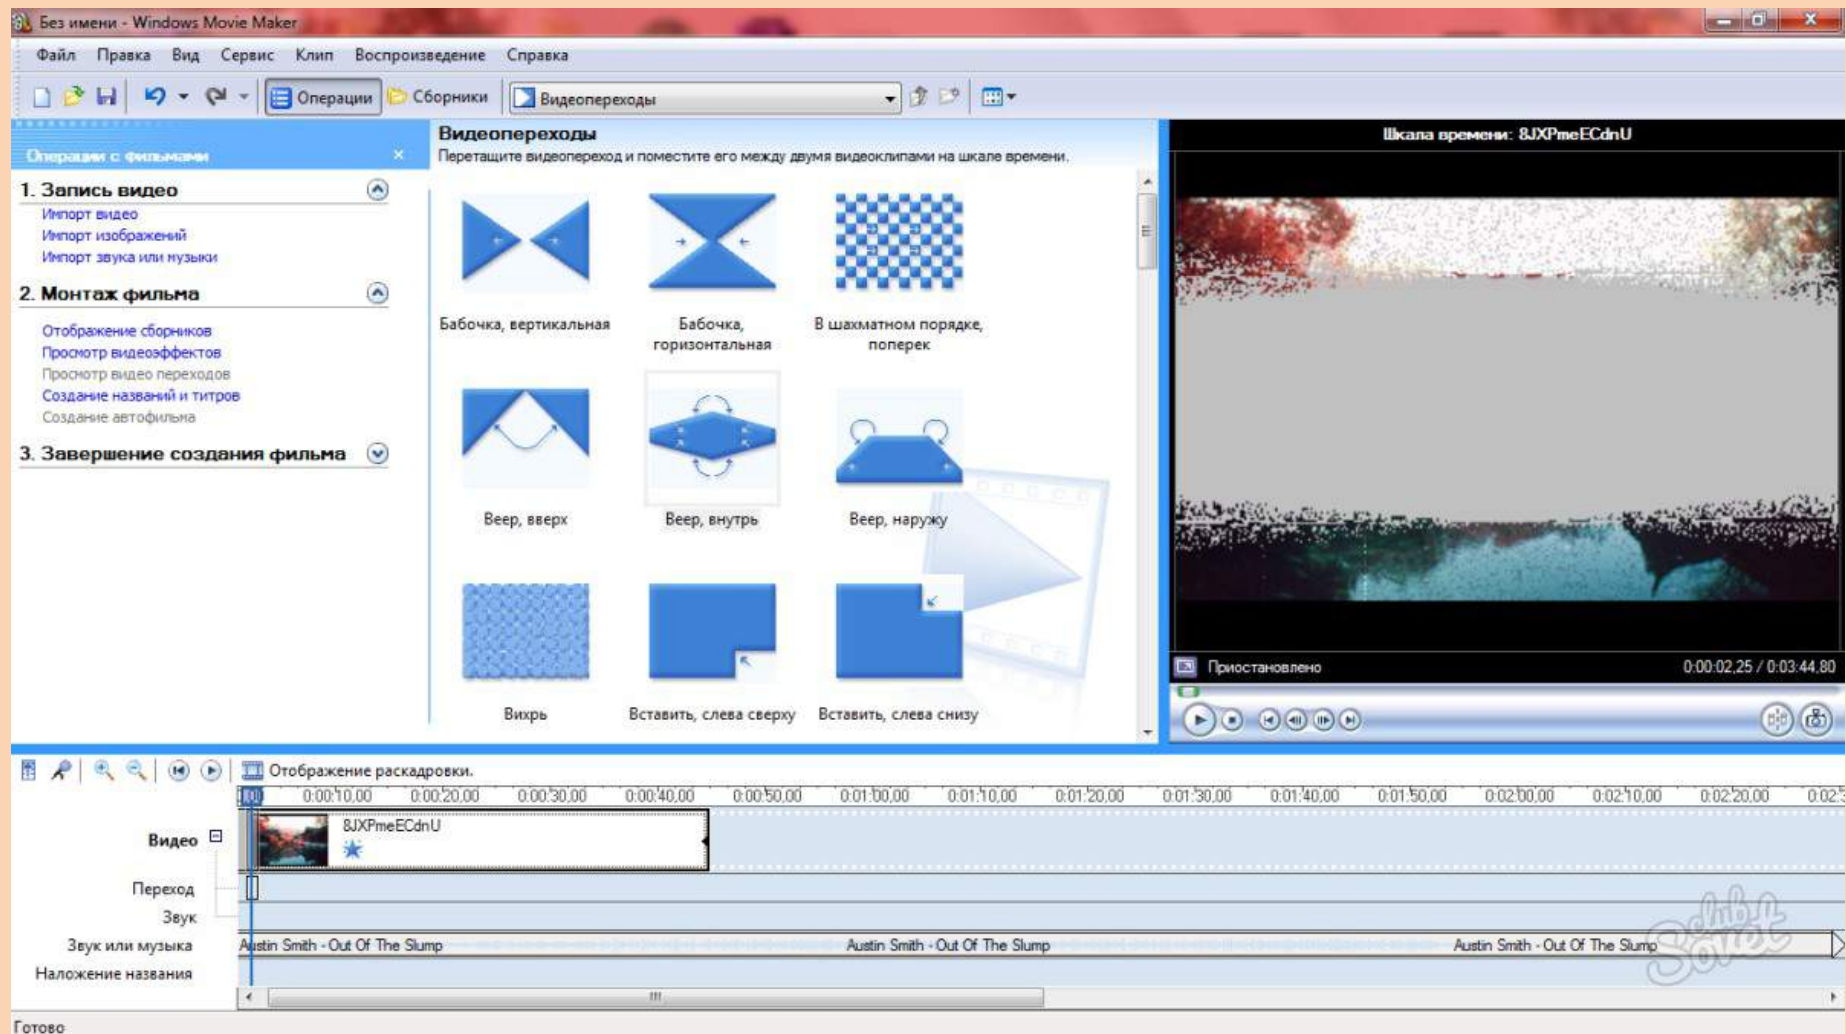 Без имени - Windows Movie Maker
Файл Правка Вид Сервис Клип Воспроизведение Справка
Операции Сборники Видеопереходы
Операции с фильмами
1. Запись видео
Импорт видео
Импорт изображений
Импорт звука или музыки
2. Монтаж фильма
Отображение сборников
Просмотр видеоэффектов
Просмотр видео переходов
Создание названий и титров
Создание автофильма
3. Завершение создания фильма
Видеопереходы
Перетащите видеопереход и поместите его между двумя видеоклипами на шкале времени.
Бабочка, вертикальная
Бабочка,
горизонтальная
В шахматном порядке,
поперек
Веер, вверх
Веер, внутрь
Веер, наружу
Вихрь
Вставить, слева сверху
Вставить, слева снизу
Шкала времени: 8JXPmeECdnU
Приостановлено 0:00:02,25 / 0:03:44,80
Отображение раскадровки.
0:00:10,00 0:00:20,00 0:00:30,00 0:00:40,00 0:00:50,00 0:01:00,00 0:01:10,00 0:01:20,00 0:01:30,00 0:01:40,00 0:01:50,00 0:02:00,00 0:02:10,00 0:02:20,00
Видео 8JXPmeECdnU
Переход
Звук
Звук или музыка Austin Smith - Out Of The Slump Austin Smith - Out Of The Slump Austin Smith - Out Of The Slump
Наложение названия
Готово
club
Sovet